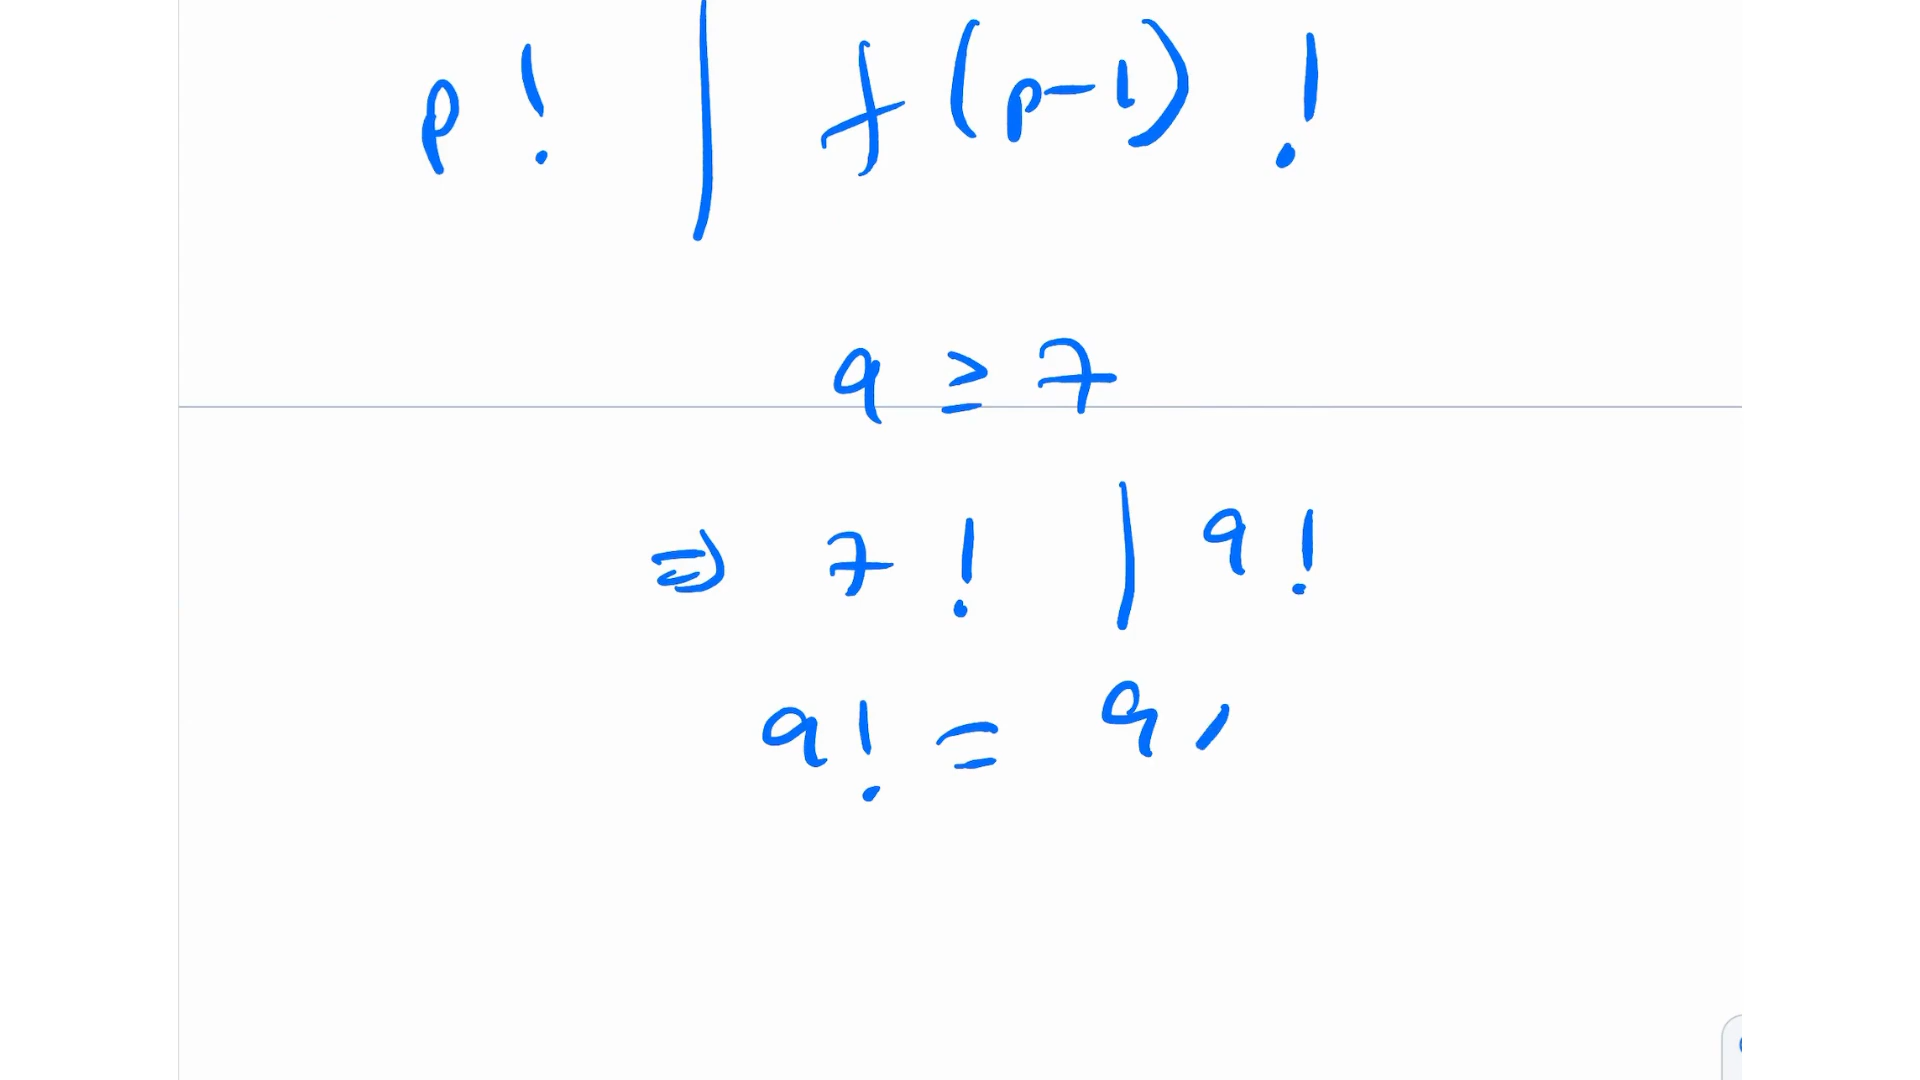 p! | f(p-1)!
a ≥ 7
⇒ 7! | a!
a! = a